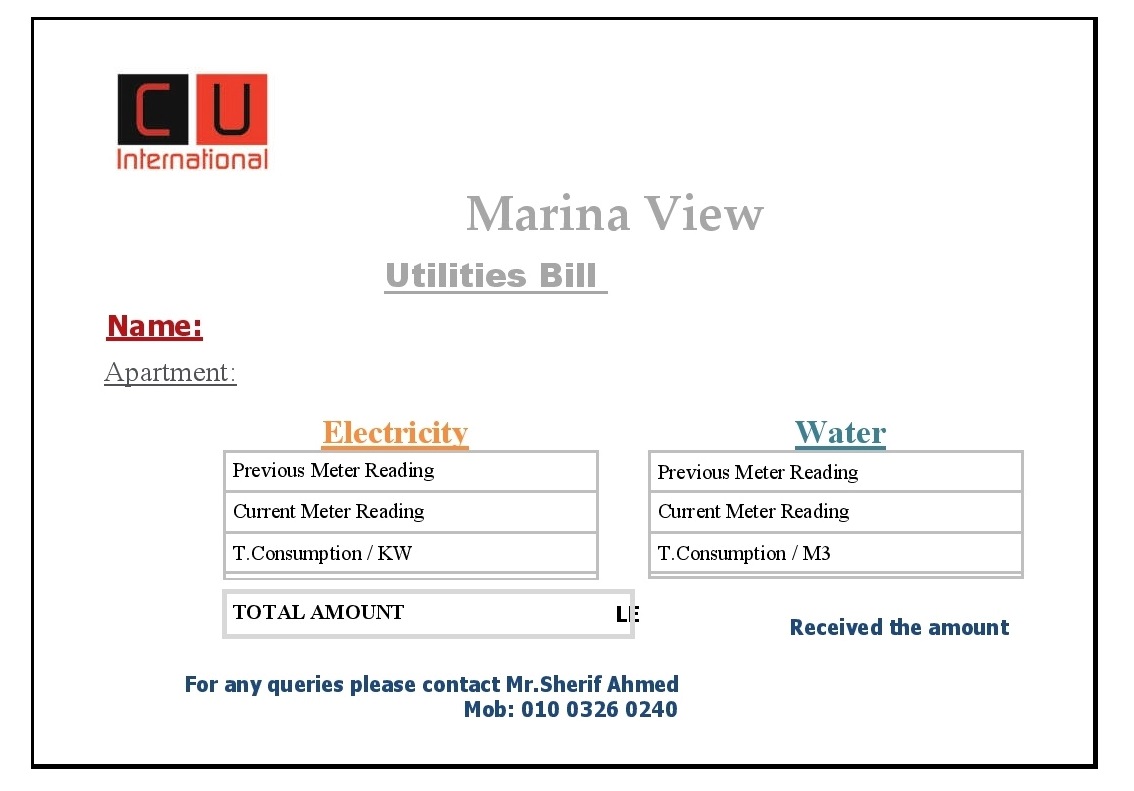 CU
International
Marina View
Utilities Bill
Name:
Apartment:
Electricity
Previous Meter Reading
Current Meter Reading
T.Consumption / KW
Water
Previous Meter Reading
Current Meter Reading
T.Consumption / M3
TOTAL AMOUNT LE
Received the amount
For any queries please contact Mr.Sherif Ahmed
Mob: 010 0326 0240